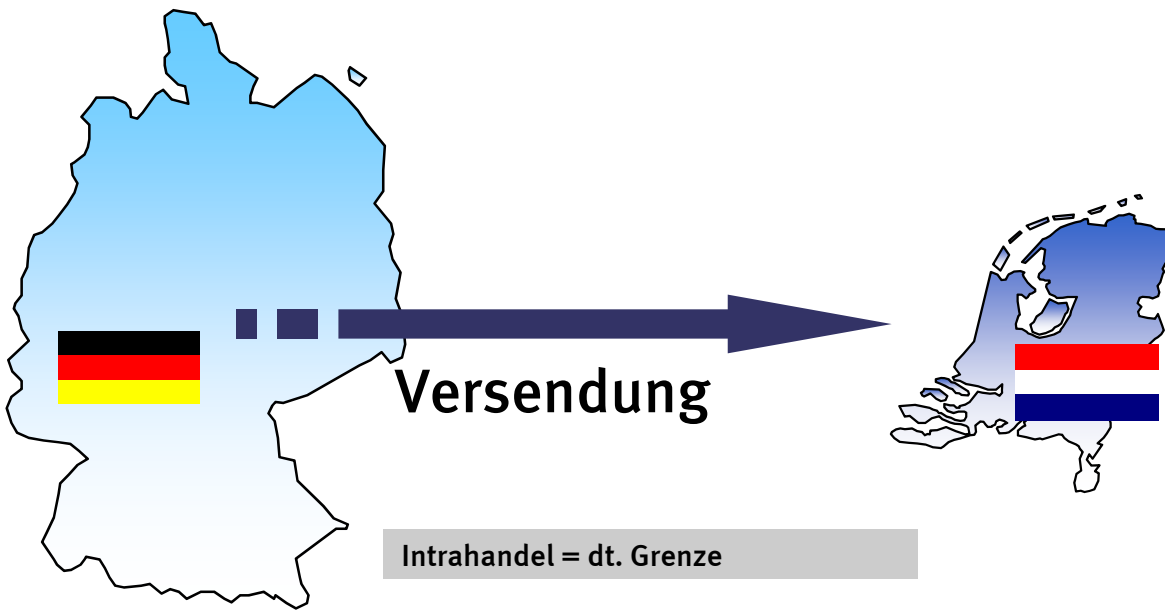 Versendung
Intrahandel = dt. Grenze